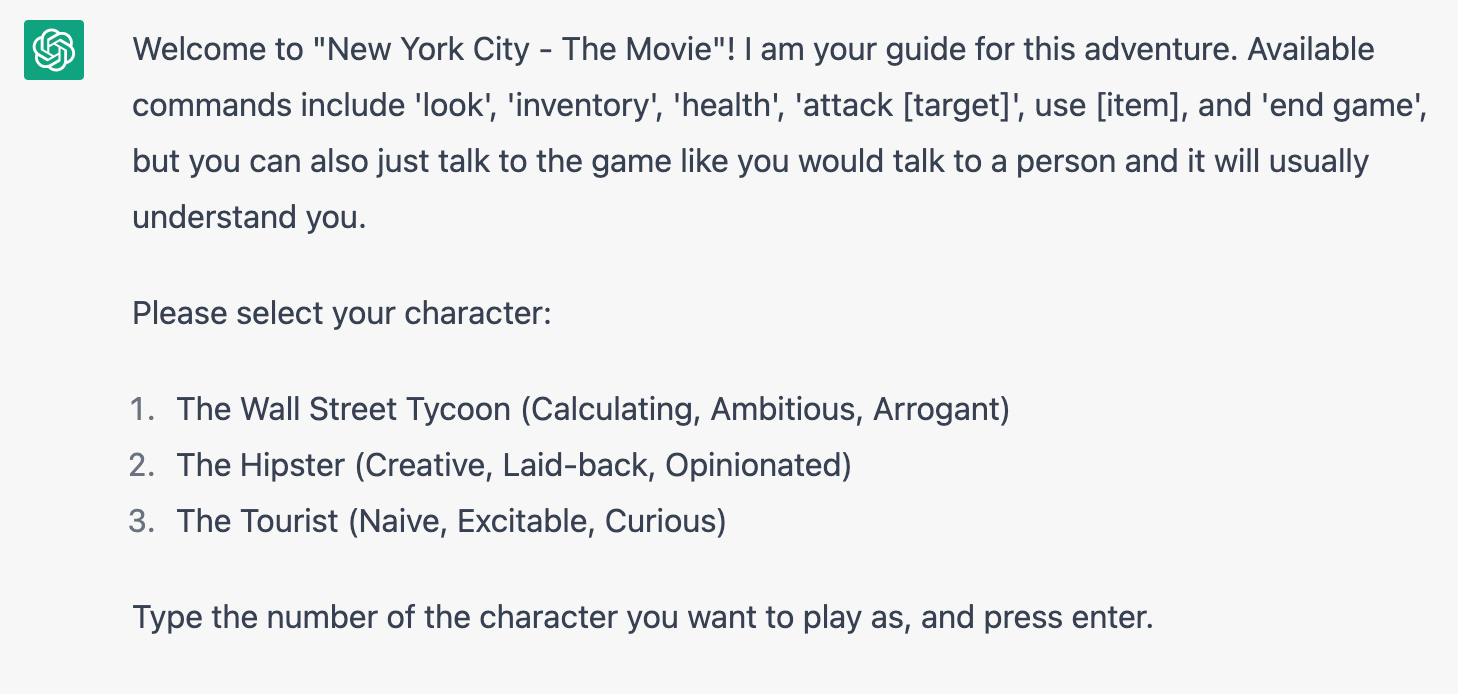 Welcome to "New York City - The Movie"! I am your guide for this adventure. Available
commands include 'look', 'inventory', 'health', 'attack [target]', use [item], and 'end game',
but you can also just talk to the game like you would talk to a person and it will usually
understand you.
Please select your character:
1. The Wall Street Tycoon (Calculating, Ambitious, Arrogant)
2. The Hipster (Creative, Laid-back, Opinionated)
3. The Tourist (Naive, Excitable, Curious)
Type the number of the character you want to play as, and press enter.